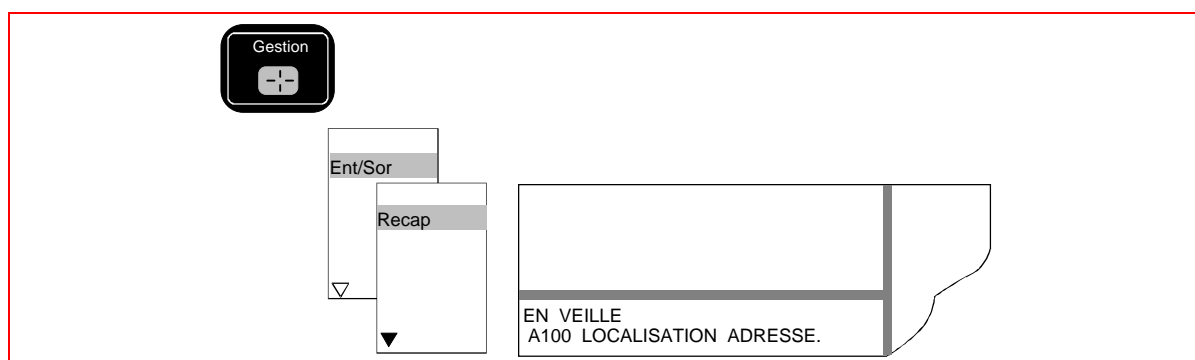 Gestion
Ent/Sor
Recap
EN VEILLE
A100 LOCALISATION ADRESSE.